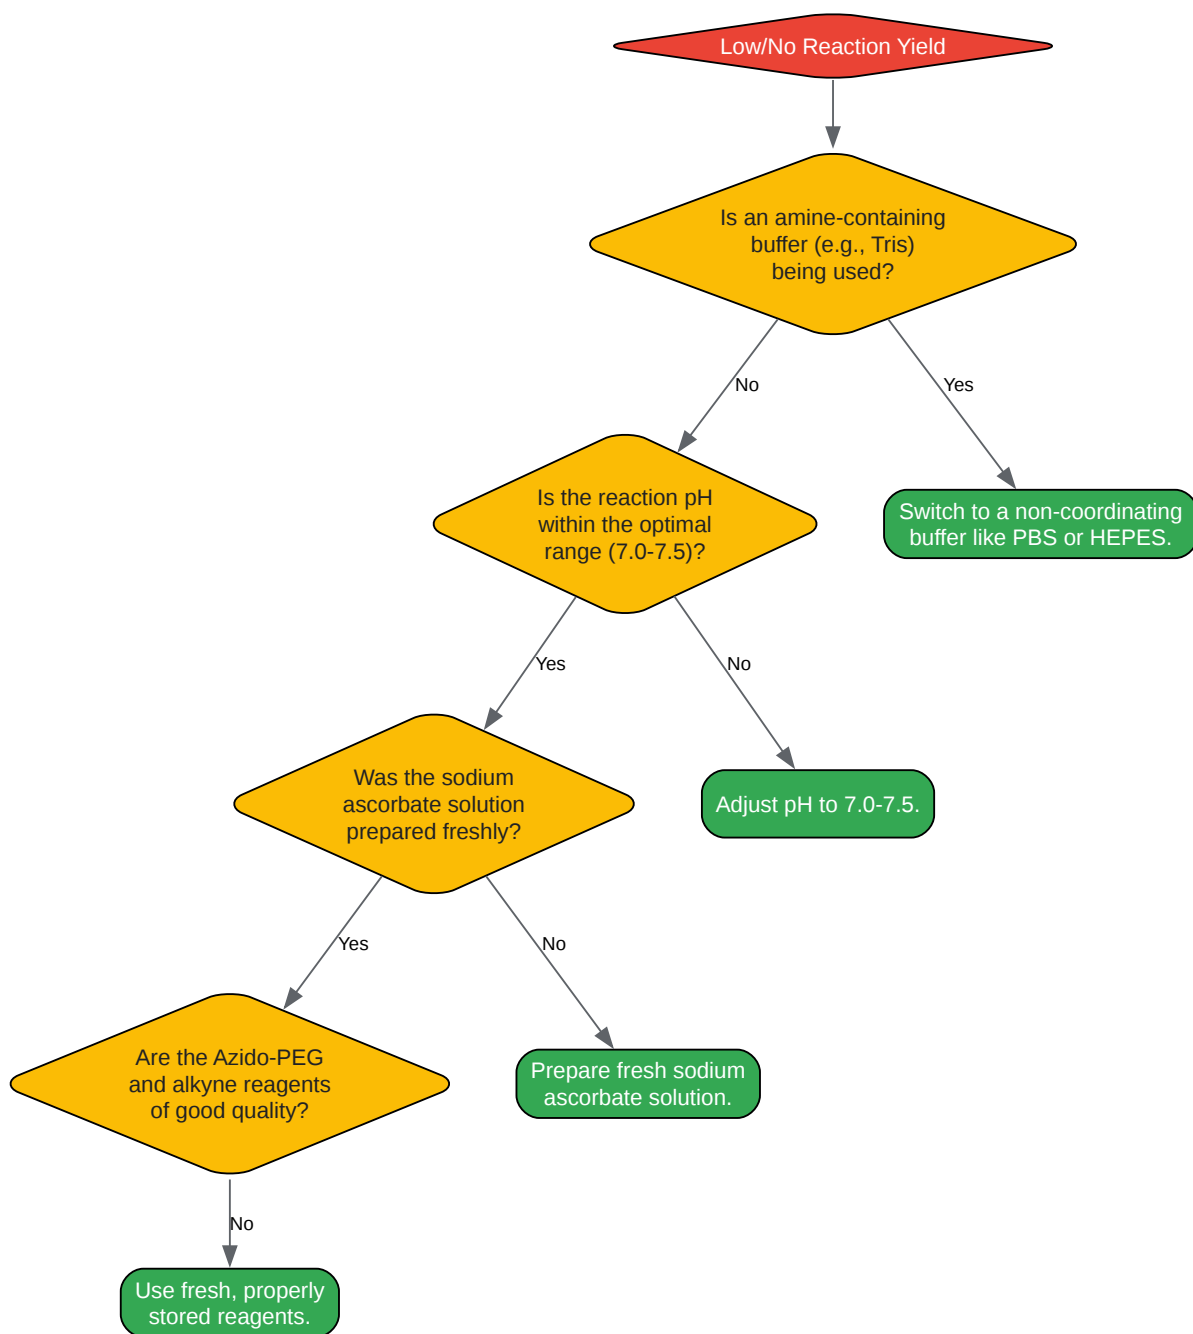 Low/No Reaction Yield
Is an amine-containing
buffer (e.g., Tris)
being used?
No
Yes
Is the reaction pH
within the optimal
range (7.0-7.5)?
Switch to a non-coordinating
buffer like PBS or HEPES.
Yes
No
Was the sodium
ascorbate solution
prepared freshly?
Adjust pH to 7.0-7.5.
Yes
No
Are the Azido-PEG
and alkyne reagents
of good quality?
Prepare fresh sodium
ascorbate solution.
No
Use fresh, properly
stored reagents.